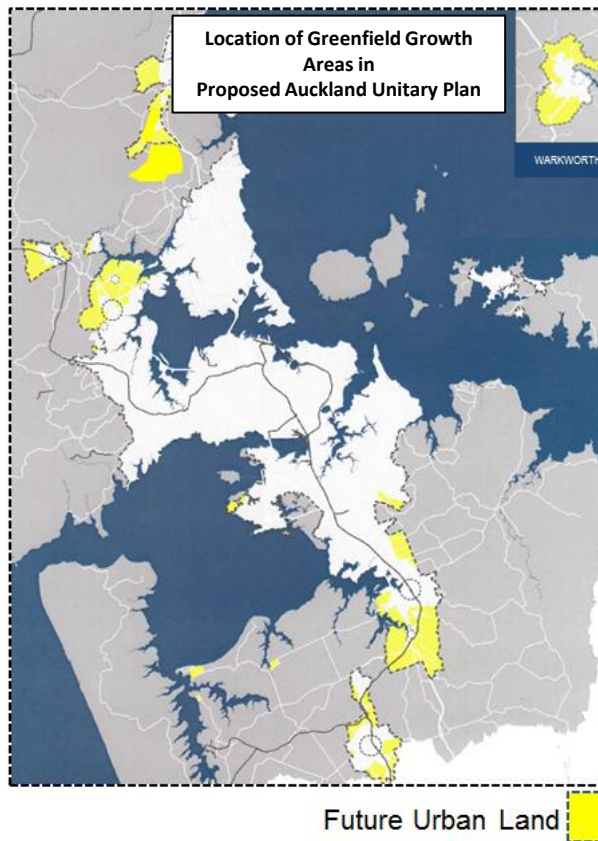 Location of Greenfield Growth
Areas in
Proposed Auckland Unitary Plan
WARKWORTH
Future Urban Land